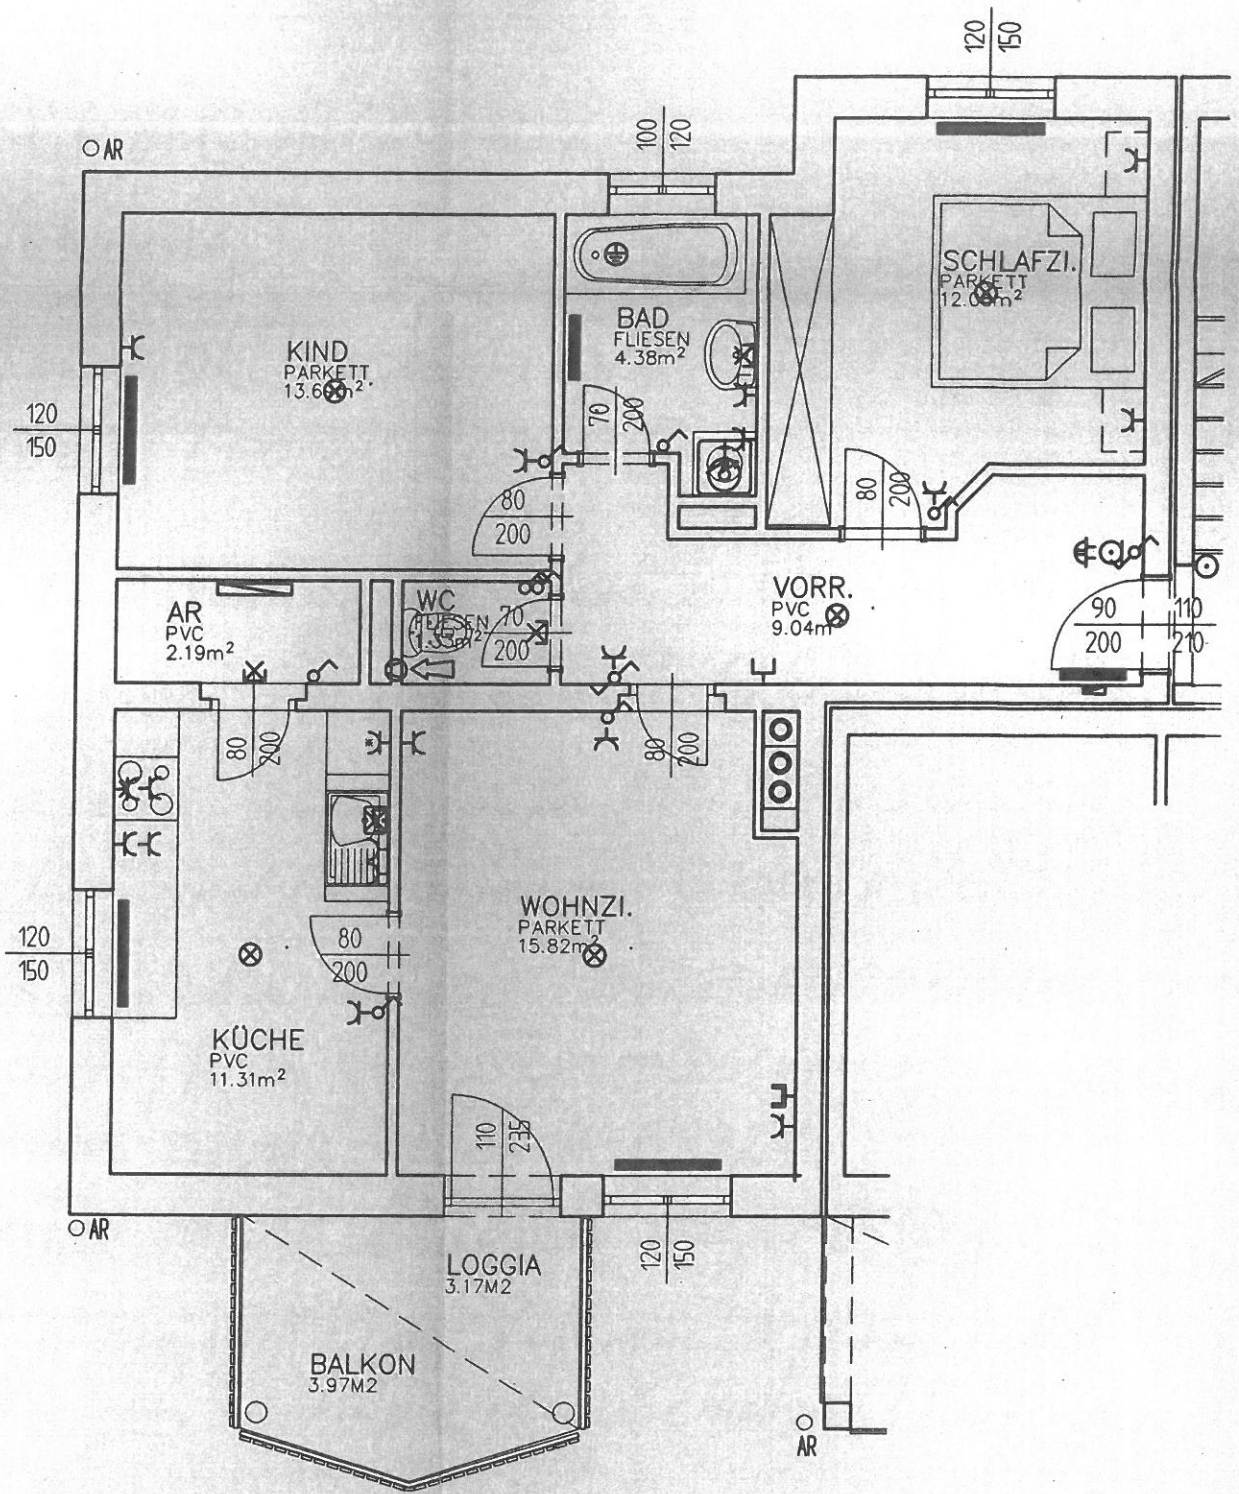 120 150
100 120
AR
SCHLAFZI.
PARKETT
BAD
FLIESEN
4.38m²
KIND
PARKETT
120
150
70 200
80
200
80 200
VORR.
PVC
9.04m
WC
70
200
AR
PVC
2.19m²
90
200
110
210
80 200
80 200
WOHNZI.
PARKETT
15.82m²
80
200
120
150
KÜCHE
PVC
11.31m²
110 235
AR
LOGGIA
3.17M2
120 150
BALKON
3.97M2
AR